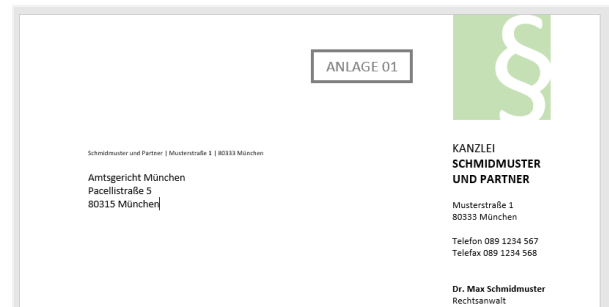 ANLAGE 01
§
Schmidmuster und Partner | Musterstraße 1 | 80333 München
Amtsgericht München
Pacellistraße 5
80315 München
KANZLEI
SCHMIDMUSTER
UND PARTNER
Musterstraße 1
80333 München
Telefon 089 1234 567
Telefax 089 1234 568
Dr. Max Schmidmuster
Rechtsanwalt